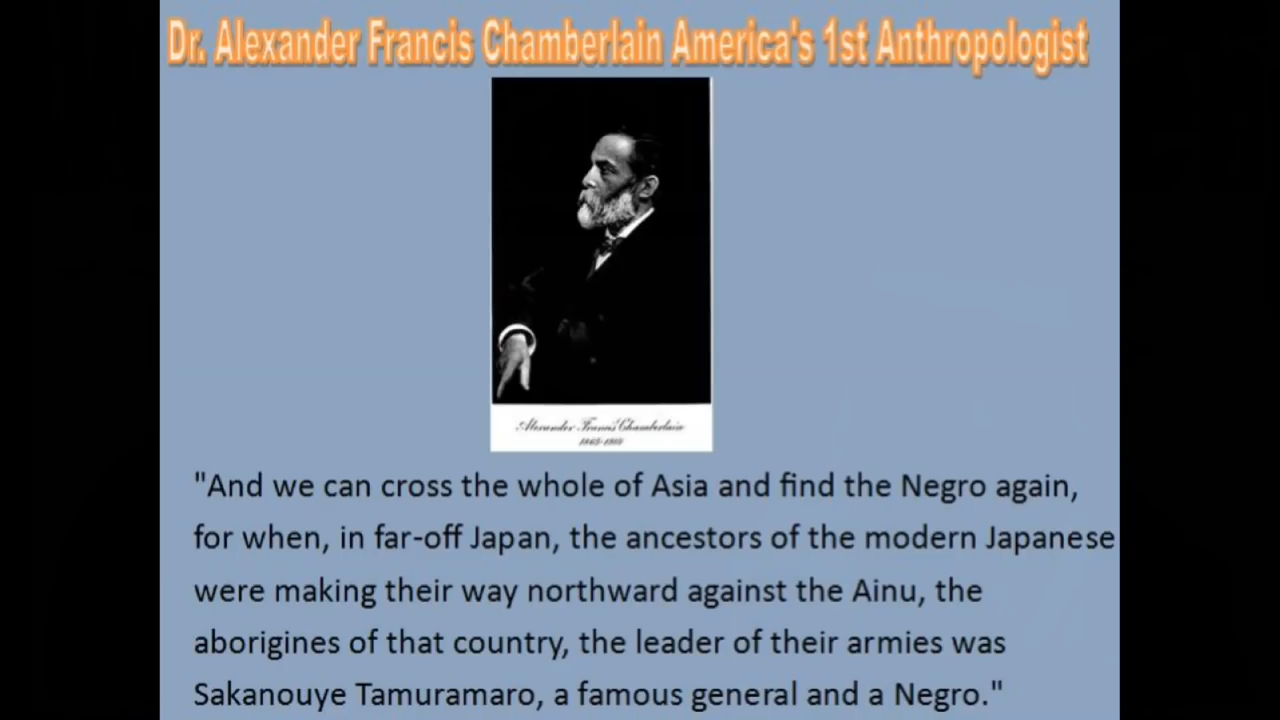 Dr. Alexander Francis Chamberlain America's 1st Anthropologist
Alexander Francis Chamberlain
"And we can cross the whole of Asia and find the Negro again,
for when, in far-off Japan, the ancestors of the modern Japanese
were making their way northward against the Ainu, the
aborigines of that country, the leader of their armies was
Sakanouye Tamuramaro, a famous general and a Negro."